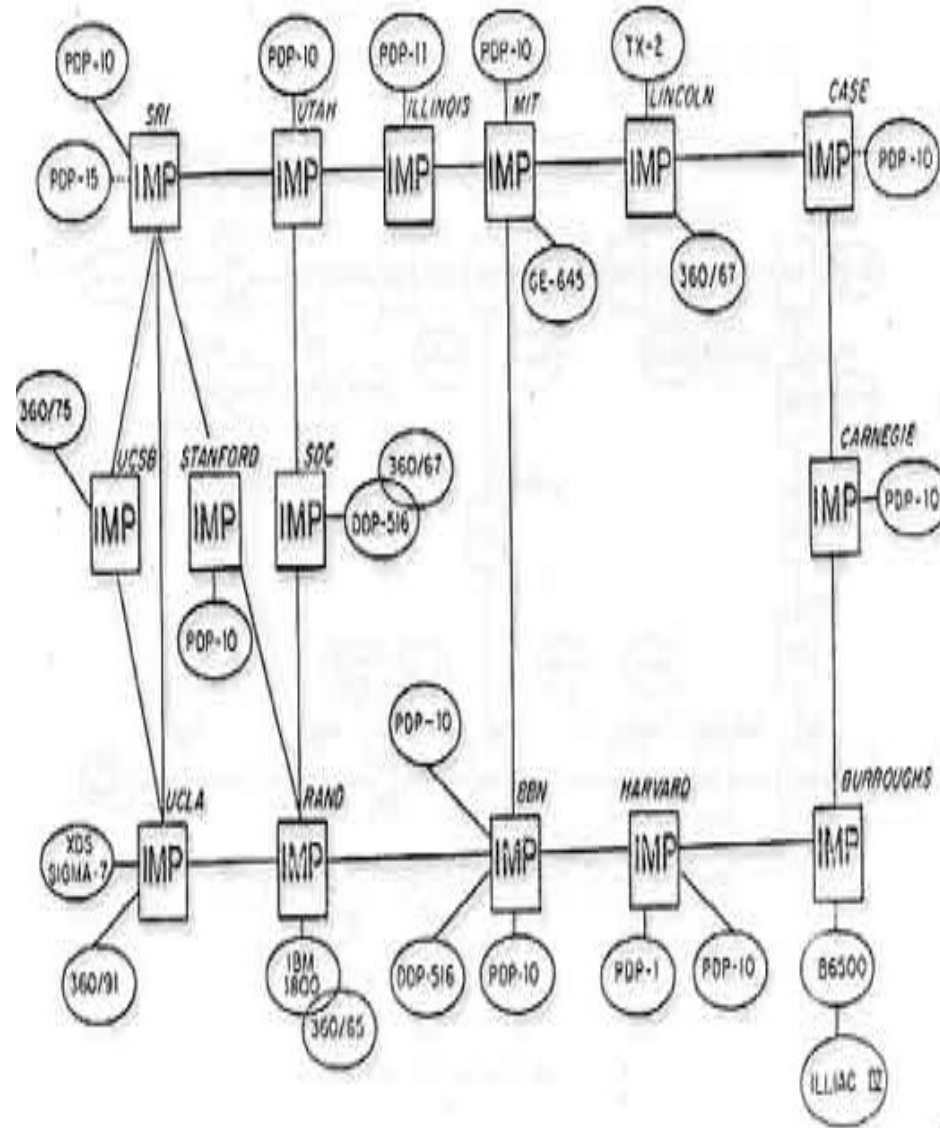 PDP-10
SRI
IMP
PDP-15
PDP-10
UTAH
IMP
PDP-11
ILLINOIS
IMP
PDP-10
MIT
IMP
GE-645
TX-2
LINCOLN
IMP
360/67
CASE
IMP
PDP-10
360/75
UCSB
IMP
STANFORD
IMP
PDP-10
SDC
IMP
360/67
DDP-516
CARNEGIE
IMP
PDP-10
UCLA
IMP
XDS
SIGMA-7
360/91
RAND
IMP
IBM
1800
360/65
PDP-10
BBN
IMP
DDP-516
PDP-10
HARVARD
IMP
PDP-1
PDP-10
BURROUGHS
IMP
B6500
ILLIAC IV